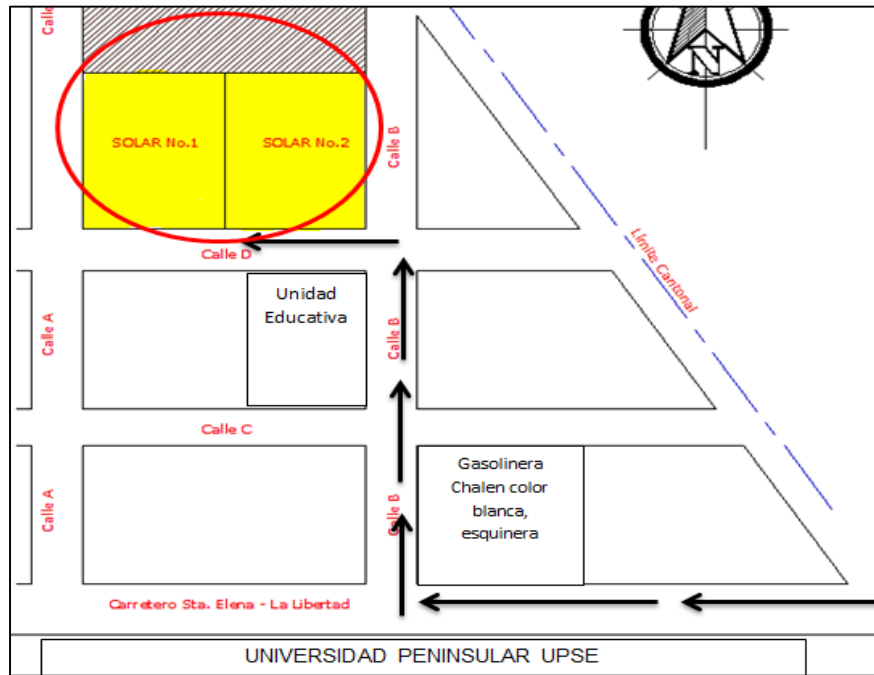 Calle
N
SOLAR No.1
SOLAR No.2
Calle B
Límite Cantonal
Calle D
Unidad
Educativa
Calle A
Calle B
Calle C
Gasolinera
Chalen color
blanca,
esquinera
Calle A
Calle B
Carretero Sta. Elena - La Libertad
UNIVERSIDAD PENINSULAR UPSE